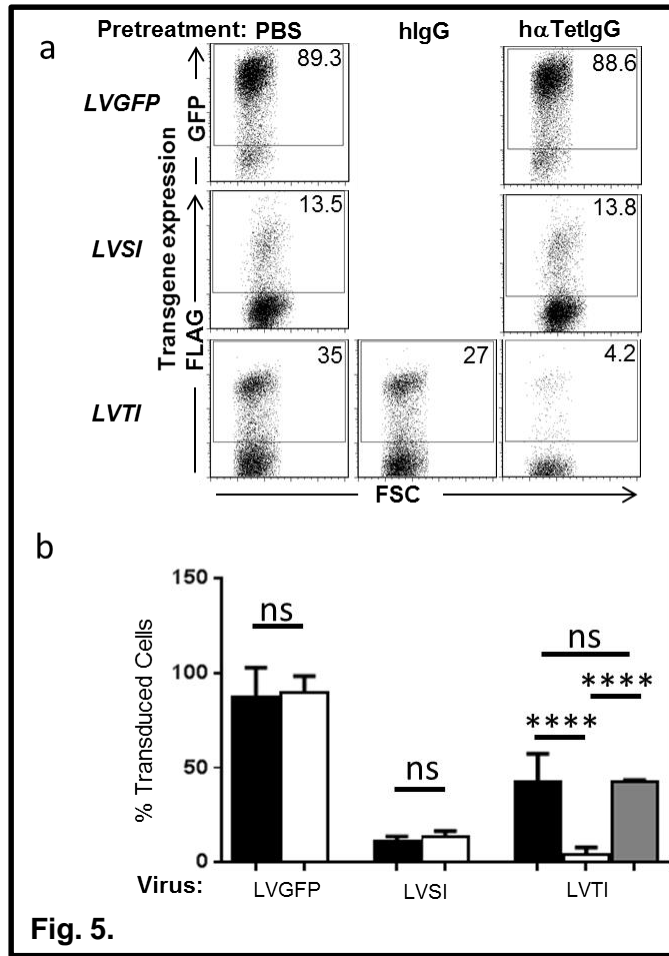 a
Pretreatment: PBS hIgG hαTetIgG
LVGFP
LVSI
LVTI
Transgene expression
GFP
FLAG
89.3
88.6
13.5
13.8
35
27
4.2
FSC
b
% Transduced Cells
150
100
50
0
ns
ns
ns
****
****
Virus: LVGFP LVSI LVTI
Fig. 5.